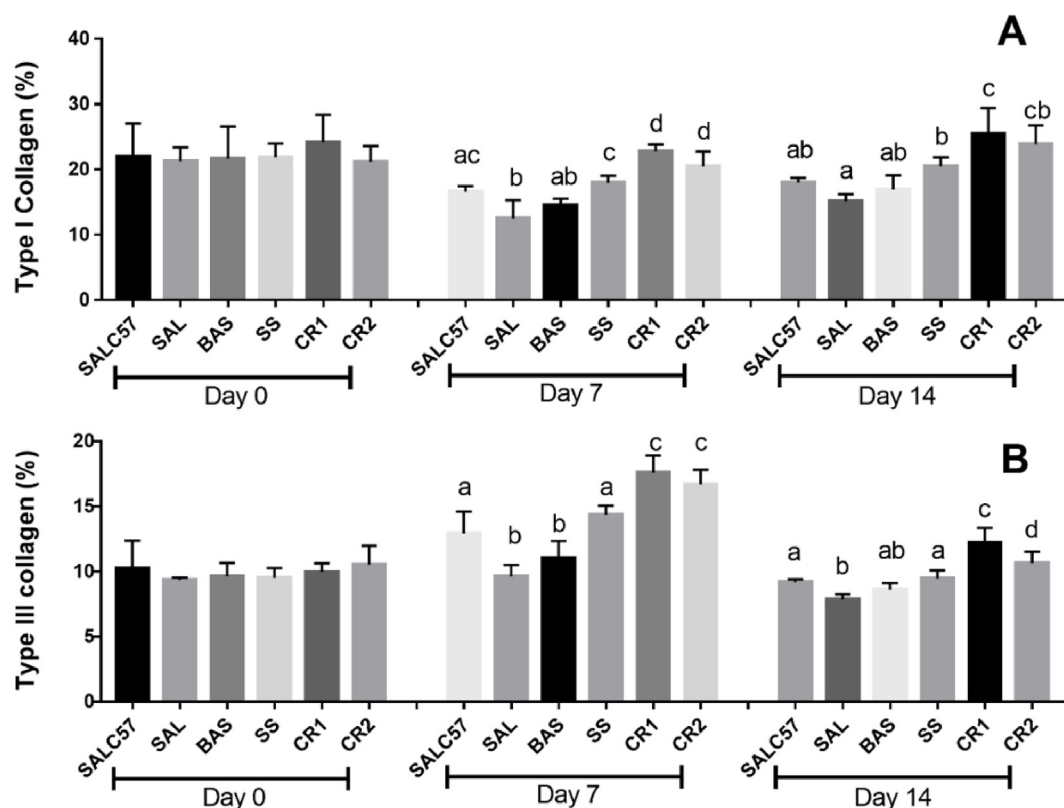 A
Type I Collagen (%)
40
30
20
10
0
ac b ab c d d
ab a ab b c cb
SALC57 SAL BAS SS CR1 CR2
SALC57 SAL BAS SS CR1 CR2
SALC57 SAL BAS SS CR1 CR2
Day 0 Day 7 Day 14
B
Type III collagen (%)
20
15
10
5
0
a b b a c c
a b ab a c d
SALC57 SAL BAS SS CR1 CR2
SALC57 SAL BAS SS CR1 CR2
SALC57 SAL BAS SS CR1 CR2
Day 0 Day 7 Day 14